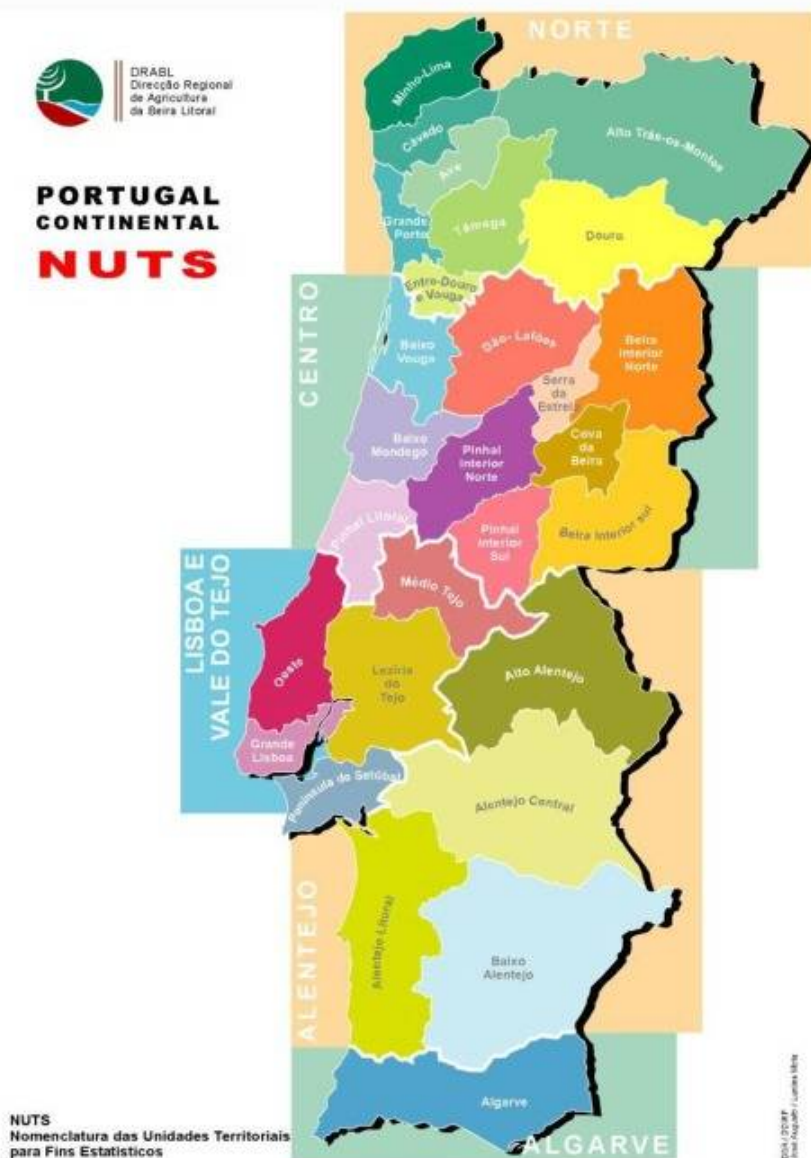 NORTE
DRABL
Direcção Regional
de Agricultura
da Beira Litoral
PORTUGAL
CONTINENTAL
NUTS
Minho-Lima
Cávado
Ave
Alto Trás-os-Montes
Grande
Porto
Tâmega
Douro
Entre-Douro
e Vouga
CENTRO
Baixo
Vouga
Dão-Lafões
Beira
Interior
Norte
Serra
da
Estrela
Baixo
Mondego
Pinhal
Interior
Norte
Cova
da
Beira
Pinhal Litoral
Pinhal
Interior
Sul
Beira Interior sul
LISBOA E
VALE DO TEJO
Médio Tejo
Oeste
Lezíria
do
Tejo
Alto Alentejo
Grande
Lisboa
Península de Setúbal
Alentejo Central
ALENTEJO
Alentejo Litoral
Baixo
Alentejo
Algarve
ALGARVE
NUTS
Nomenclatura das Unidades Territoriais
para Fins Estatísticos